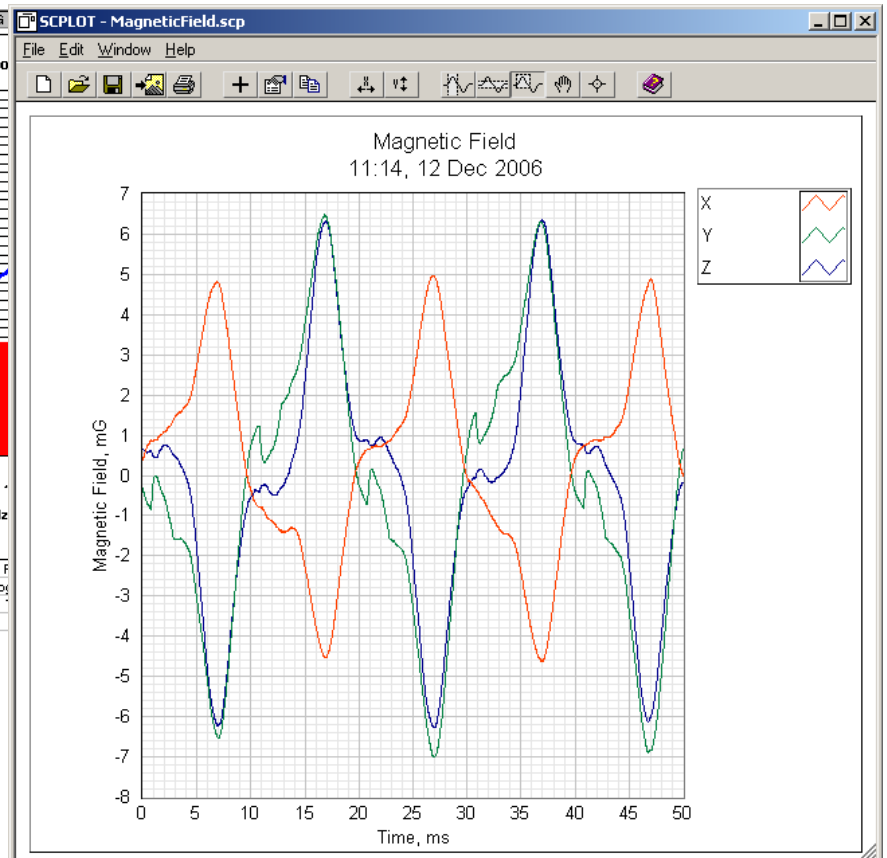 SCPLOT - MagneticField.scp
File Edit Window Help
Magnetic Field
11:14, 12 Dec 2006
X
Y
Z
7
6
5
4
3
2
1
0
-1
-2
-3
-4
-5
-6
-7
-8
Magnetic Field, mG
0 5 10 15 20 25 30 35 40 45 50
Time, ms